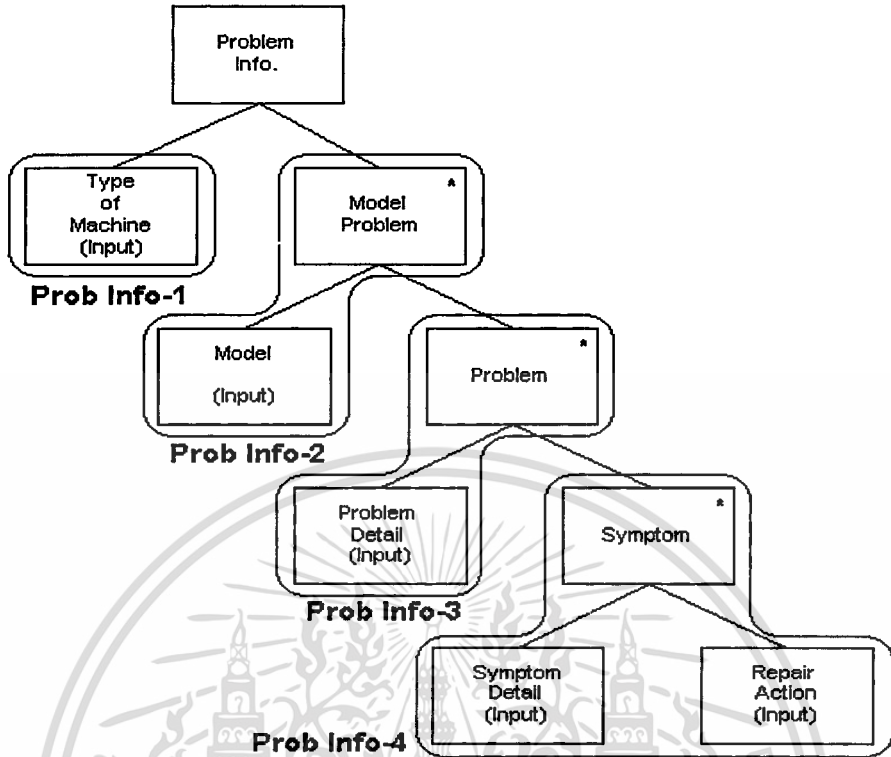 Problem
Info.
Type
of
Machine
(Input)
*
Model
Problem
Prob Info-1
Model
(Input)
*
Problem
Prob Info-2
Problem
Detail
(Input)
*
Symptom
Prob Info-3
Symptom
Detail
(Input)
Repair
Action
(Input)
Prob Info-4